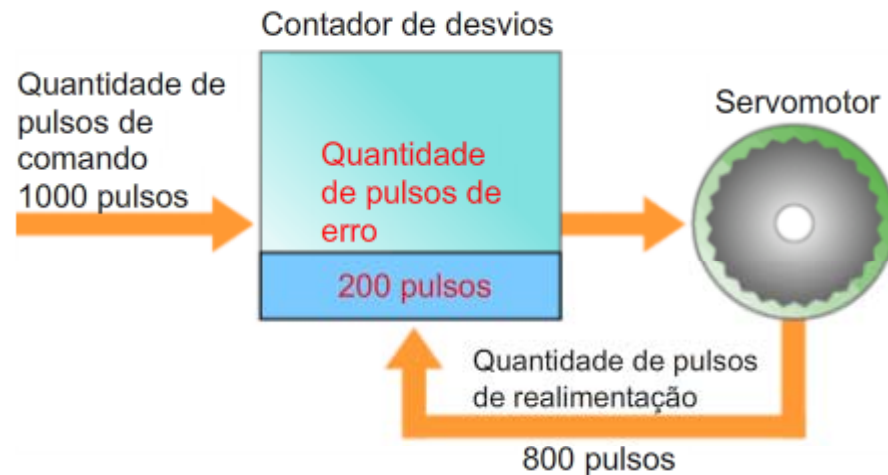 Contador de desvios
Quantidade de
pulsos de
comando
1000 pulsos
Quantidade
de pulsos de
erro
200 pulsos
Servomotor
Quantidade de pulsos
de realimentação
800 pulsos